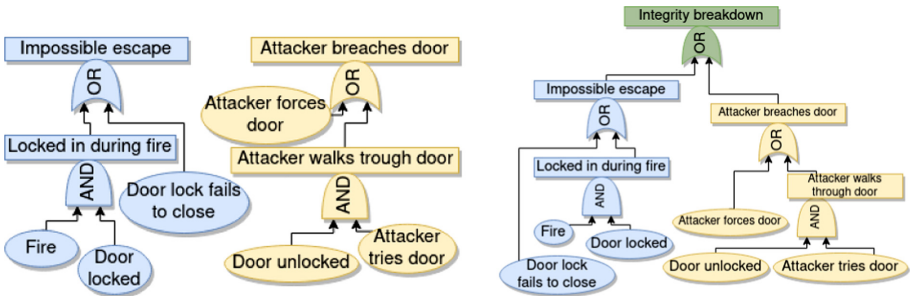 Impossible escape
OR
Locked in during fire
AND
Door lock fails
to close
Fire
Door
locked
Attacker breaches door
OR
Attacker forces
door
Attacker walks trough door
AND
Door unlocked
Attacker
tries door
Integrity breakdown
OR
Impossible escape
OR
Locked in during fire
AND
Fire
Door locked
Door lock
fails to close
Attacker breaches door
OR
Attacker forces door
Attacker walks
through door
AND
Door unlocked
Attacker tries door